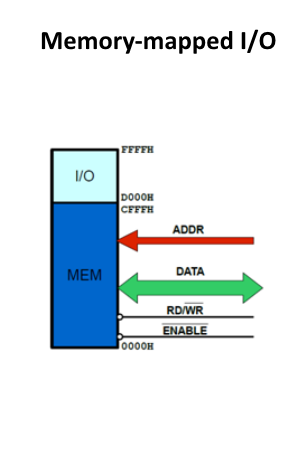 Memory-mapped I/O
FFFFH
I/O
D000H
CFFFH
ADDR
MEM
DATA
RD/WR
ENABLE
0000H